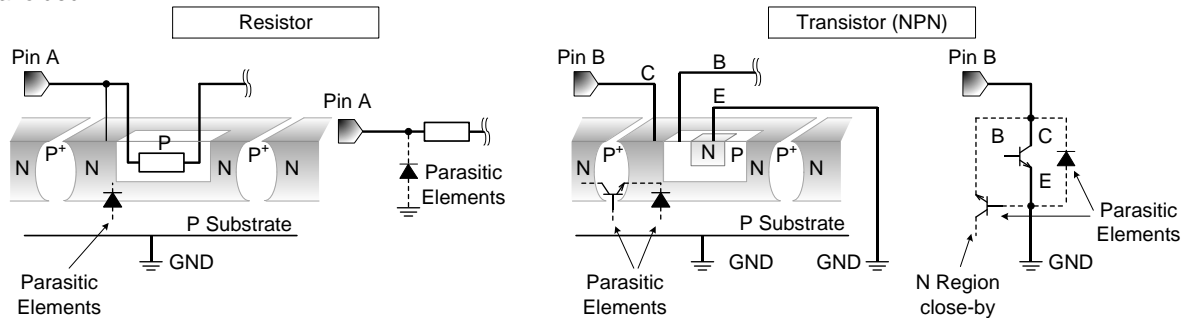 Resistor
Transistor (NPN)
Pin A
Pin A
N P+ N P N P+ N
Parasitic
Elements
P Substrate
GND
Parasitic
Elements
Pin B
C
B
E
N P+ N N P P+ N
P Substrate
GND
GND
Parasitic
Elements
Pin B
B
C
E
Parasitic
Elements
GND
N Region
close-by